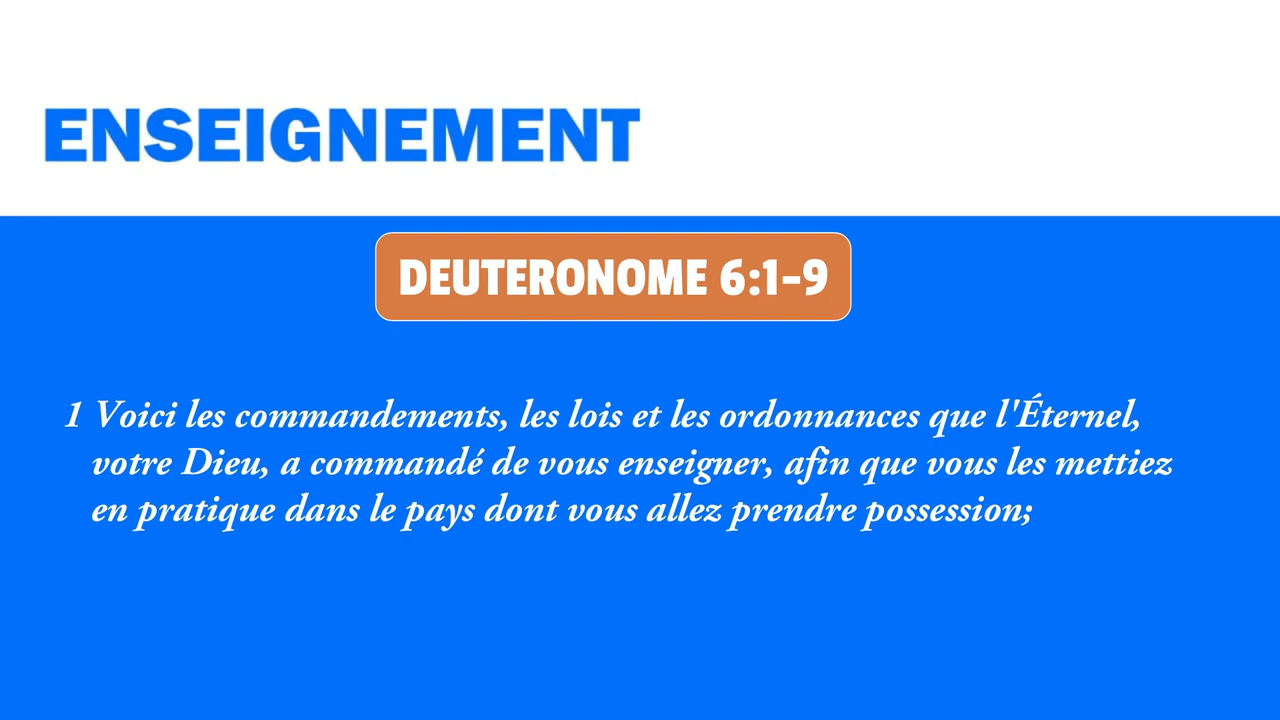 ENSEIGNEMENT
DEUTERONOME 6:1-9
1 Voici les commandements, les lois et les ordonnances que l'Éternel,
votre Dieu, a commandé de vous enseigner, afin que vous les mettiez
en pratique dans le pays dont vous allez prendre possession;